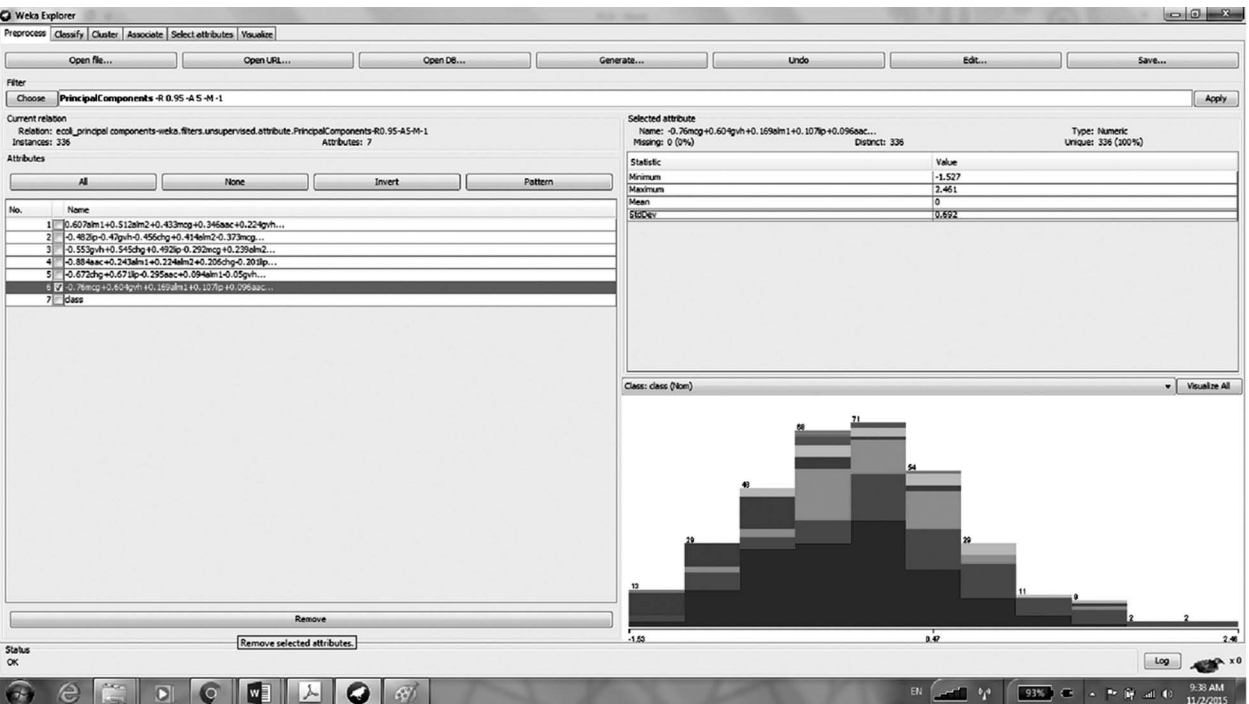 Weka Explorer
Preprocess Classify Cluster Associate Select attributes Visualize
Open file... Open URL... Open DB... Generate... Undo Edit... Save...
Filter
Choose PrincipalComponents -R 0.95 -A 5 -M -1 Apply
Current relation
Relation: ecoli_principal components-weka.filters.unsupervised.attribute.PrincipalComponents-R0.95-A5-M-1
Instances: 336 Attributes: 7
Selected attribute
Name: -0.76mcg+0.604gvh+0.169alm1+0.107lip+0.096aac... Type: Numeric
Missing: 0 (0%) Distinct: 336 Unique: 336 (100%)
Attributes
All None Invert Pattern
Statistic Value
Minimum -1.527
Maximum 2.461
Mean 0
StdDev 0.692
No. Name
1 0.607alm1+0.512alm2+0.433mcg+0.346aac+0.224gvh...
2 -0.482lip-0.47gvh-0.456chg+0.414alm2-0.373mcg...
3 -0.553gvh+0.545chg+0.492lip-0.292mcg+0.239alm2...
4 -0.884aac+0.243alm1+0.224alm2+0.206chg-0.201lip...
5 -0.672chg+0.671lip-0.295aac+0.094alm1-0.05gvh...
6 -0.76mcg+0.604gvh+0.169alm1+0.107lip+0.096aac...
7 class
Class: class (Nom) Visualize All
71
68
54
48
29 29
13 11 9
2 2
-1.53 0.47 2.46
Remove
Remove selected attributes.
Status
OK
Log x 0
EN 93% 9:38 AM
11/2/2015